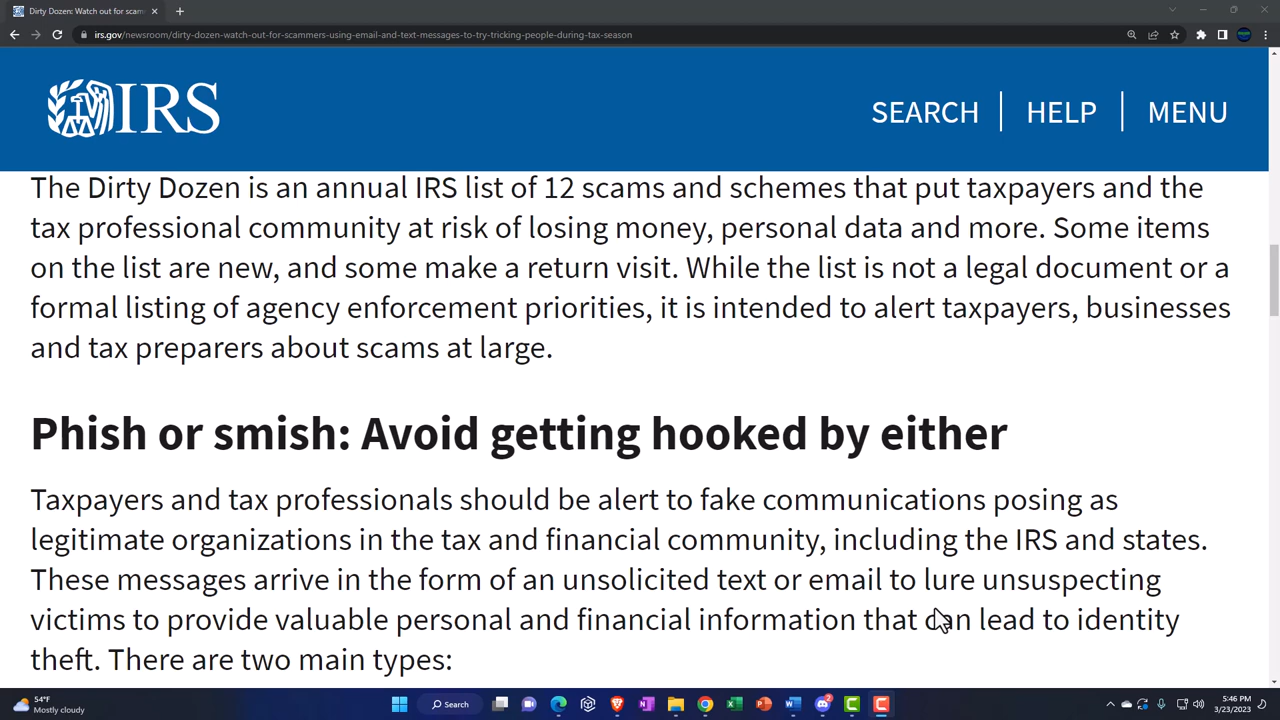 Dirty Dozen: Watch out for scam
irs.gov/newsroom/dirty-dozen-watch-out-for-scammers-using-email-and-text-messages-to-try-tricking-people-during-tax-season
IRS
SEARCH
HELP
MENU
The Dirty Dozen is an annual IRS list of 12 scams and schemes that put taxpayers and the
tax professional community at risk of losing money, personal data and more. Some items
on the list are new, and some make a return visit. While the list is not a legal document or a
formal listing of agency enforcement priorities, it is intended to alert taxpayers, businesses
and tax preparers about scams at large.
Phish or smish: Avoid getting hooked by either
Taxpayers and tax professionals should be alert to fake communications posing as
legitimate organizations in the tax and financial community, including the IRS and states.
These messages arrive in the form of an unsolicited text or email to lure unsuspecting
victims to provide valuable personal and financial information that can lead to identity
theft. There are two main types:
54°F
Mostly cloudy
Search
2
5:46 PM
3/23/2023